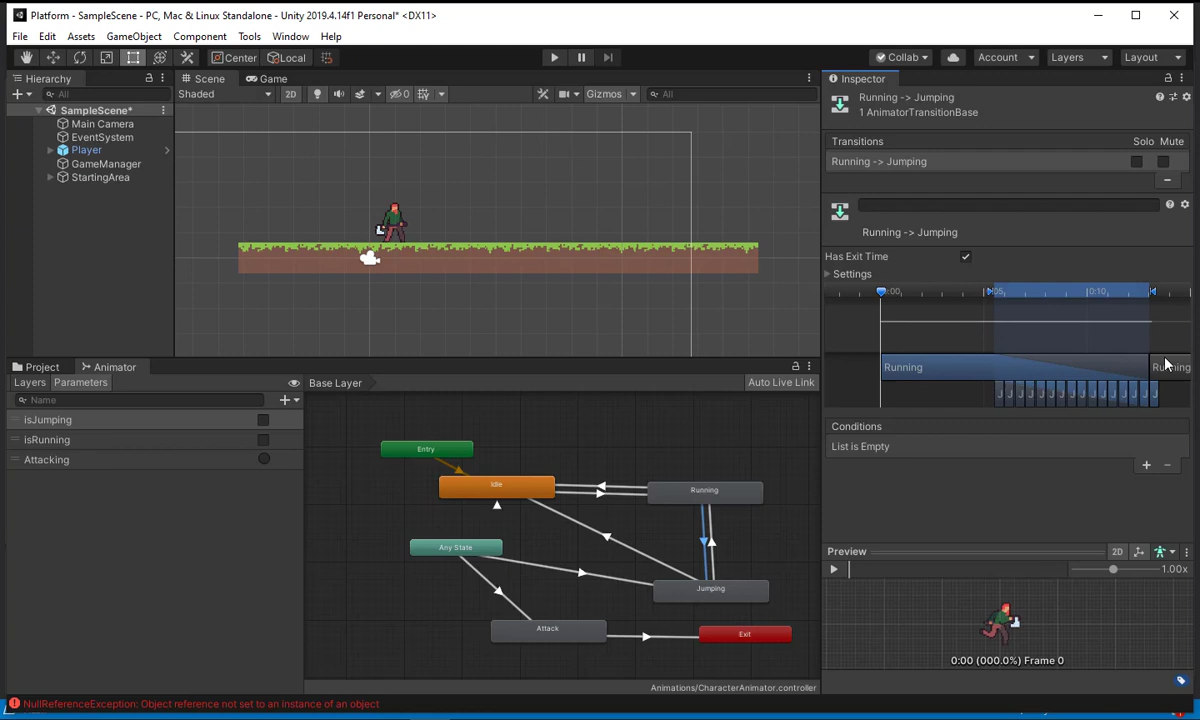 Platform - SampleScene - PC, Mac & Linux Standalone - Unity 2019.4.14f1 Personal* <DX11>
File Edit Assets GameObject Component Tools Window Help
Center Local Collab Account Layers Layout
Hierarchy
All
SampleScene*
Main Camera
EventSystem
Player
GameManager
StartingArea
Scene Game
Shaded 2D 0 Gizmos All
Project Animator
Layers Parameters Base Layer Auto Live Link
Name
isJumping
isRunning
Attacking
Entry
Idle
Running
Any State
Jumping
Attack
Exit
Animations/CharacterAnimator.controller
Inspector
Running -> Jumping
1 AnimatorTransitionBase
Transitions Solo Mute
Running -> Jumping
Running -> Jumping
Has Exit Time
Settings
:00 05 0:10
Running Running
J J J J J J J J J J J J J J J J
Conditions
List is Empty
Preview 2D
1.00x
0:00 (000.0%) Frame 0
NullReferenceException: Object reference not set to an instance of an object